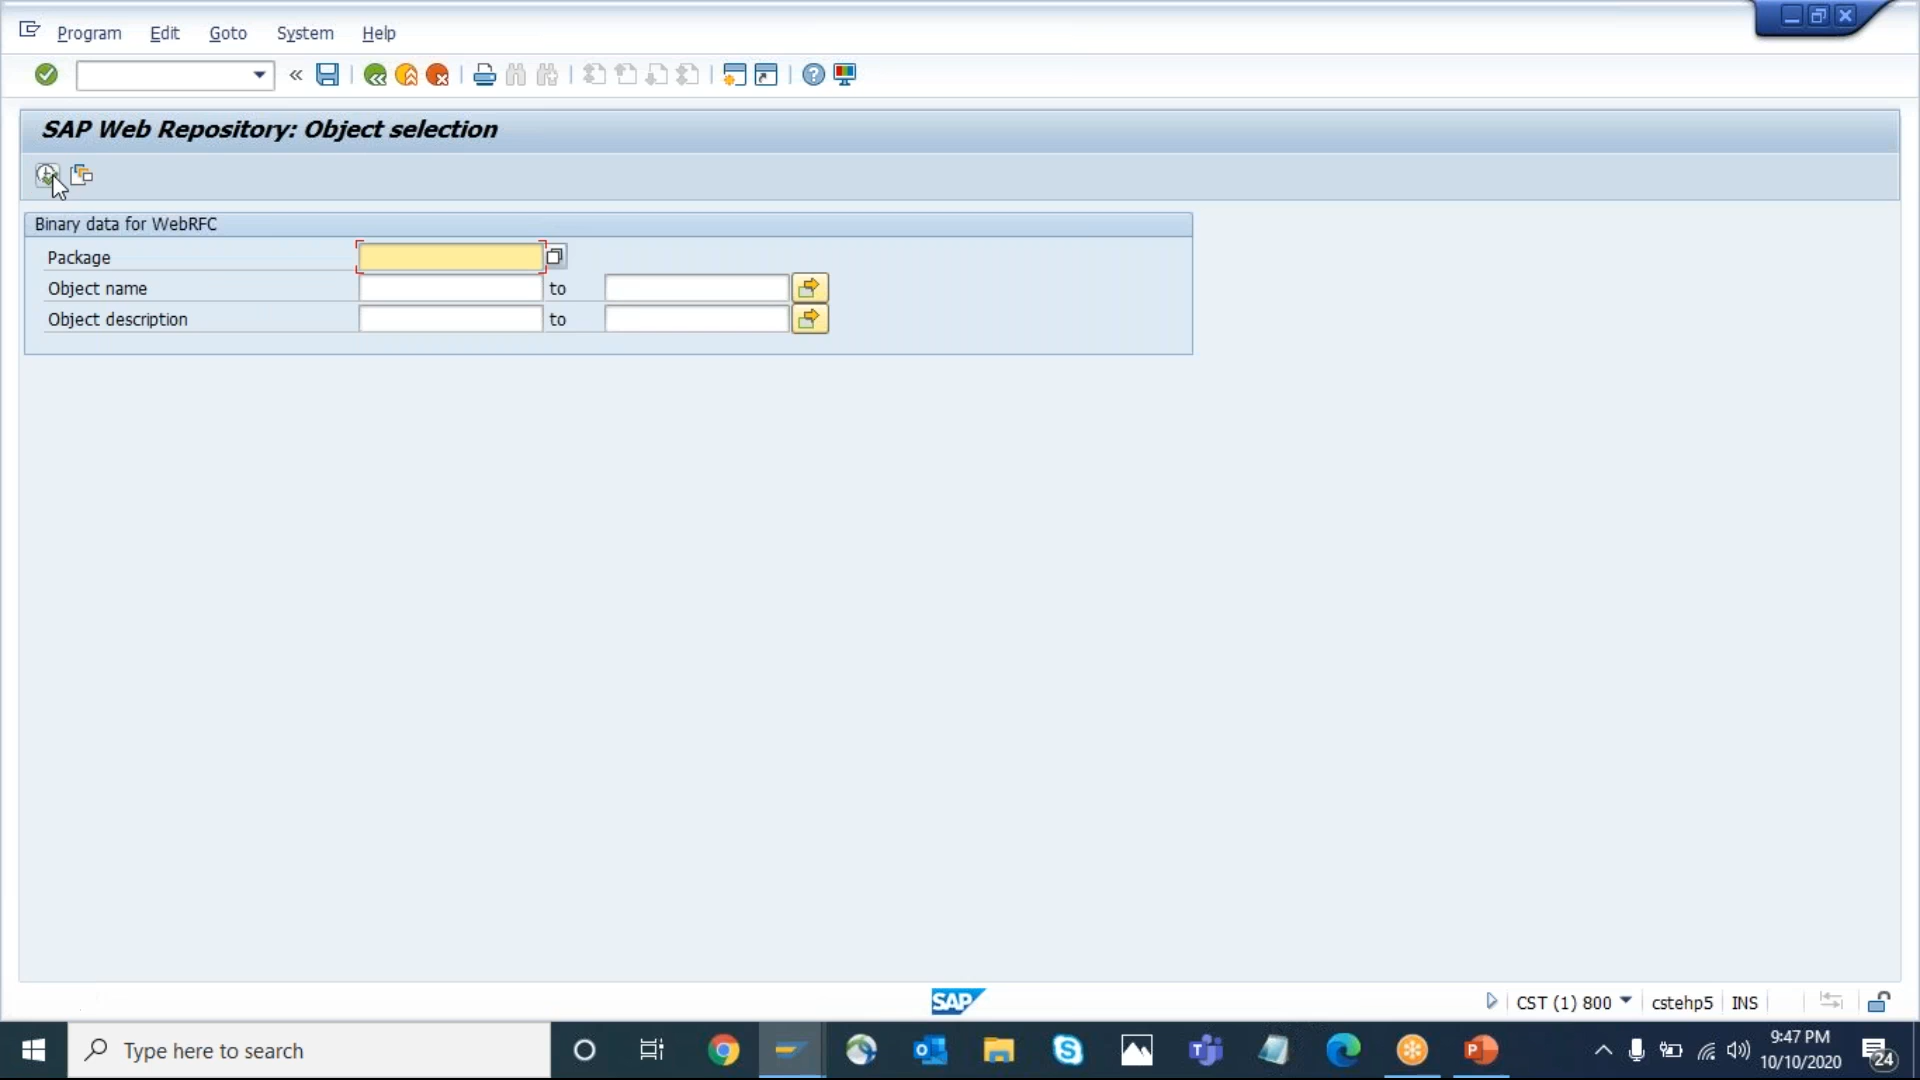 Program Edit Goto System Help
SAP Web Repository: Object selection
Binary data for WebRFC
Package
Object name to
Object description to
SAP
CST (1) 800 cstehp5 INS
Type here to search
9:47 PM
10/10/2020
24